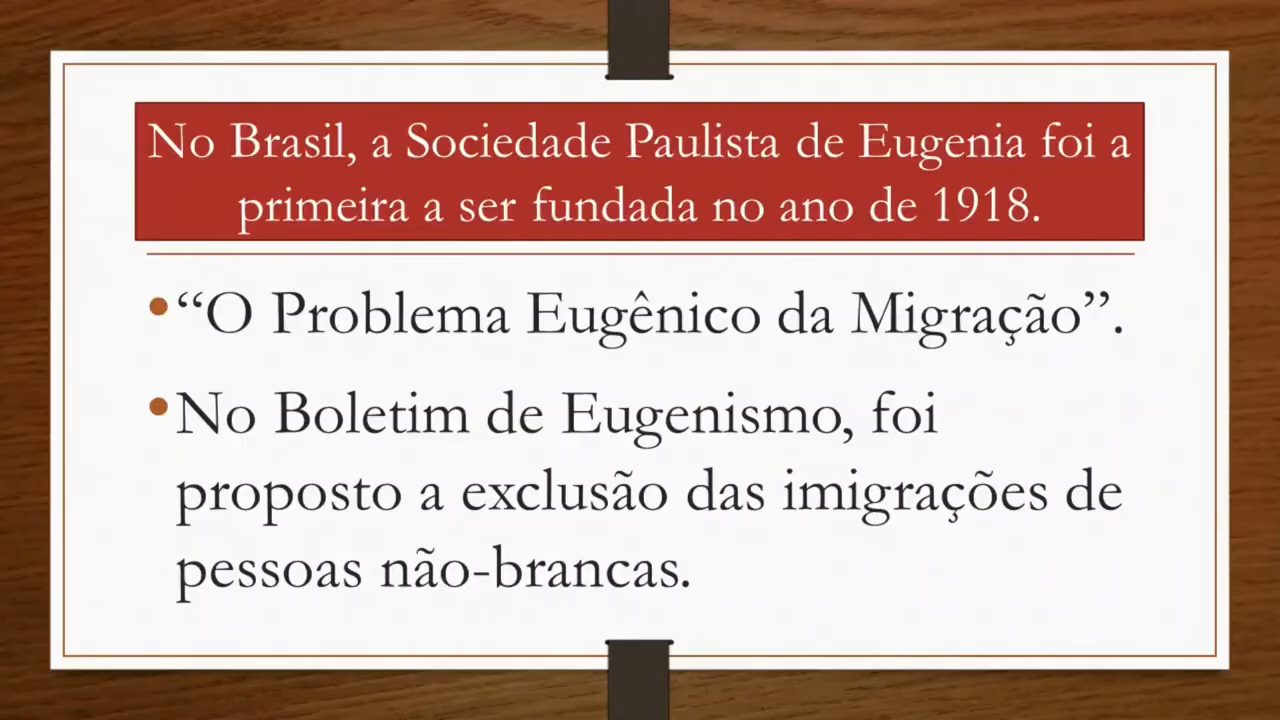 No Brasil, a Sociedade Paulista de Eugenia foi a
primeira a ser fundada no ano de 1918.
•“O Problema Eugênico da Migração”.
•No Boletim de Eugenismo, foi
proposto a exclusão das imigrações de
pessoas não-brancas.